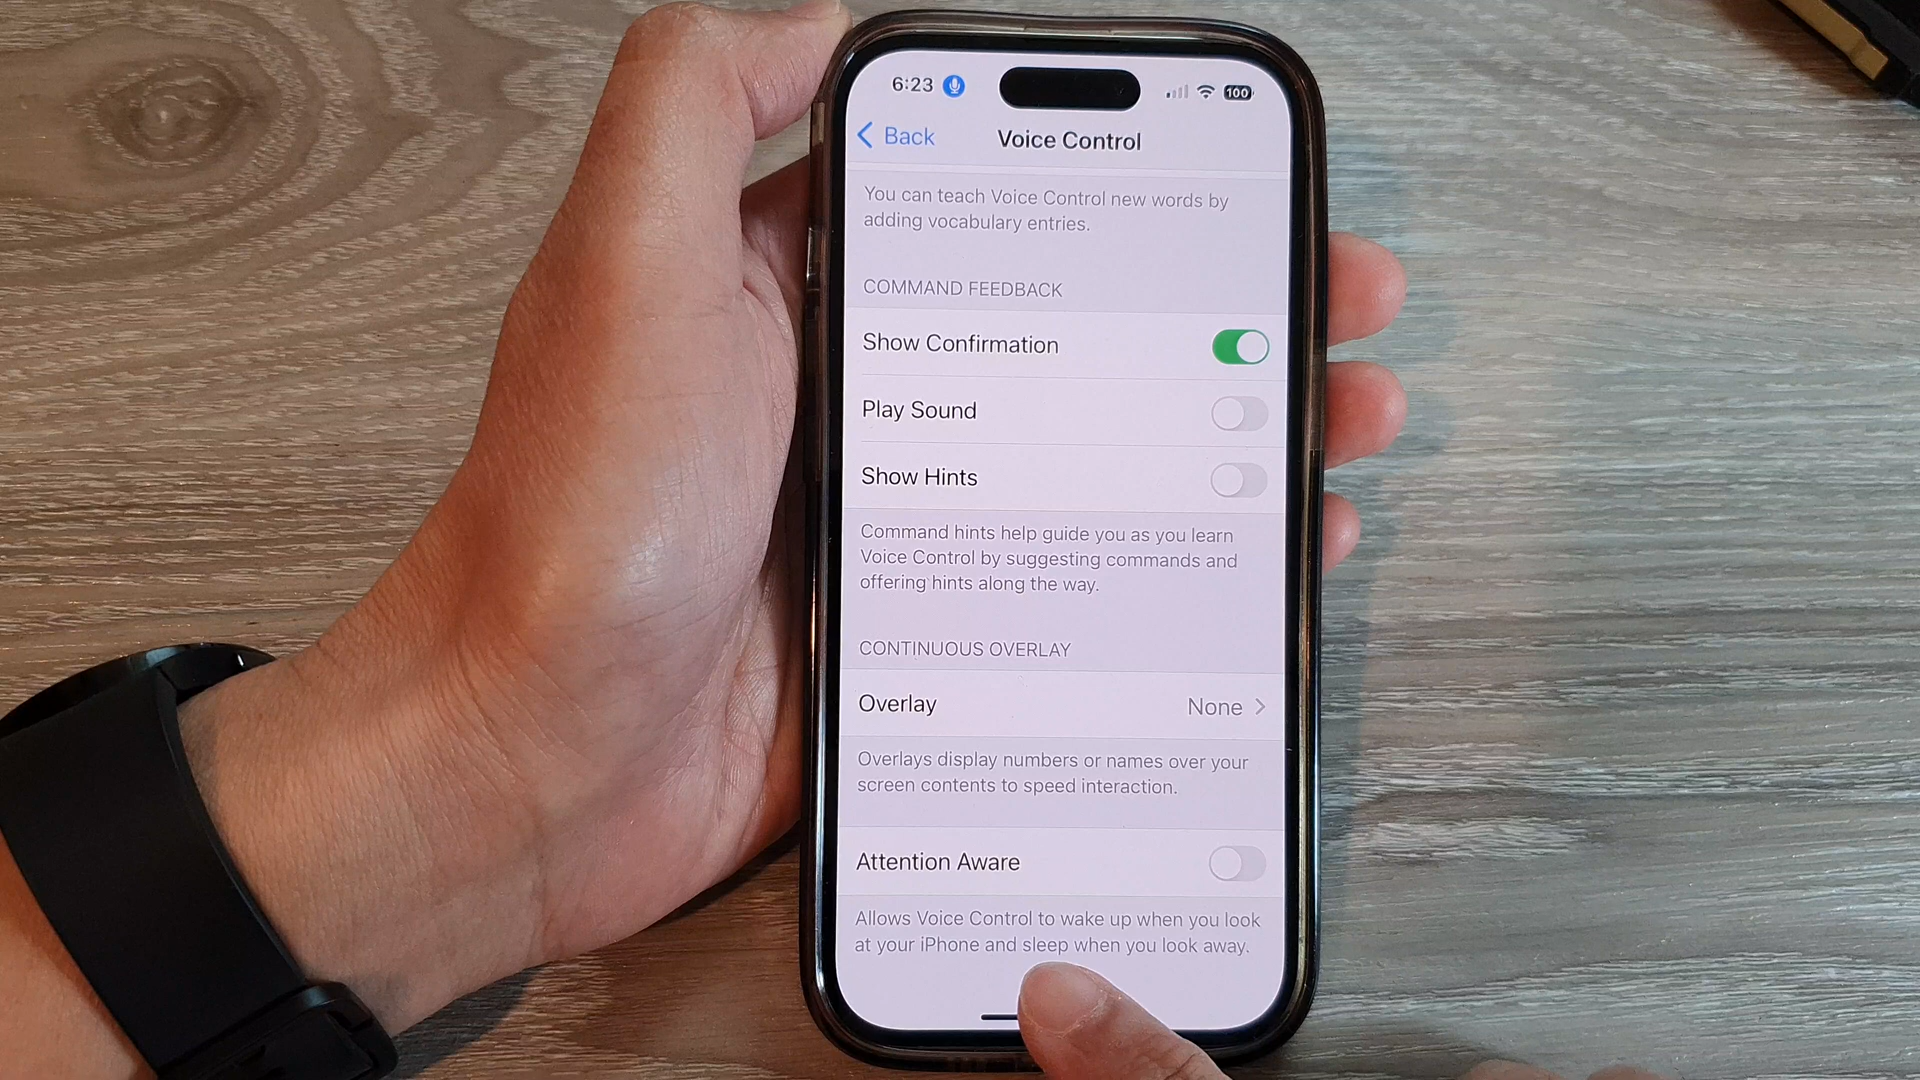 6:23
100
Back
Voice Control
You can teach Voice Control new words by
adding vocabulary entries.
COMMAND FEEDBACK
Show Confirmation
Play Sound
Show Hints
Command hints help guide you as you learn
Voice Control by suggesting commands and
offering hints along the way.
CONTINUOUS OVERLAY
Overlay None
Overlays display numbers or names over your
screen contents to speed interaction.
Attention Aware
Allows Voice Control to wake up when you look
at your iPhone and sleep when you look away.